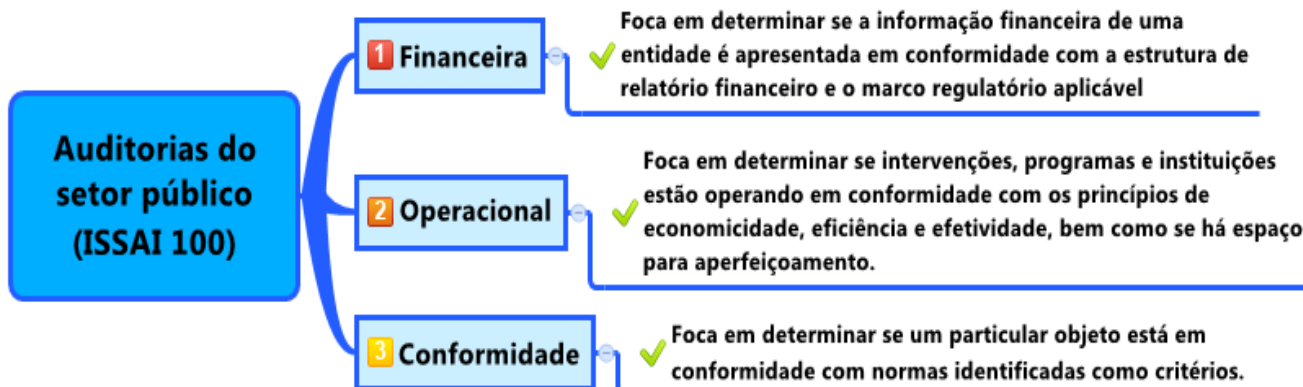 Auditorias do
setor público
(ISSAI 100)
1 Financeira
Foca em determinar se a informação financeira de uma
entidade é apresentada em conformidade com a estrutura de
relatório financeiro e o marco regulatório aplicável
2 Operacional
Foca em determinar se intervenções, programas e instituições
estão operando em conformidade com os princípios de
economicidade, eficiência e efetividade, bem como se há espaço
para aperfeiçoamento.
3 Conformidade
Foca em determinar se um particular objeto está em
conformidade com normas identificadas como critérios.